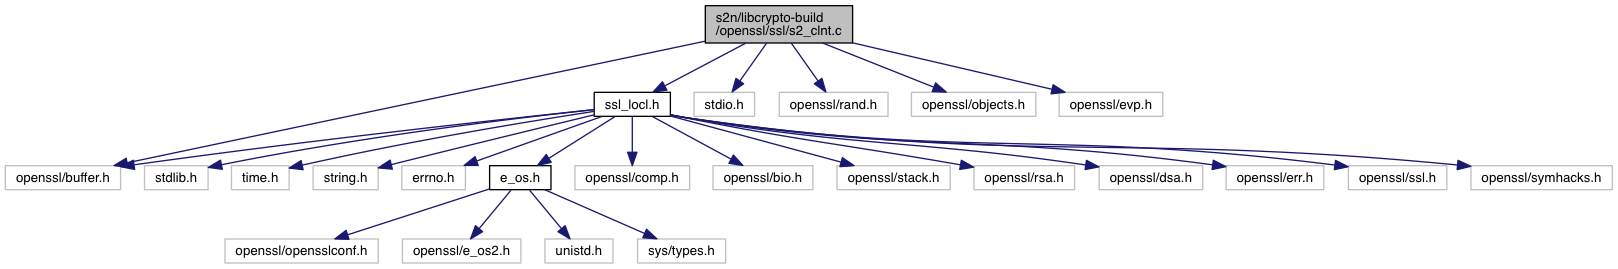 s2n/libcrypto-build
/openssl/ssl/s2_clnt.c
ssl_locl.h
stdio.h
openssl/rand.h
openssl/objects.h
openssl/evp.h
openssl/buffer.h
stdlib.h
time.h
string.h
errno.h
e_os.h
openssl/comp.h
openssl/bio.h
openssl/stack.h
openssl/rsa.h
openssl/dsa.h
openssl/err.h
openssl/ssl.h
openssl/symhacks.h
openssl/opensslconf.h
openssl/e_os2.h
unistd.h
sys/types.h